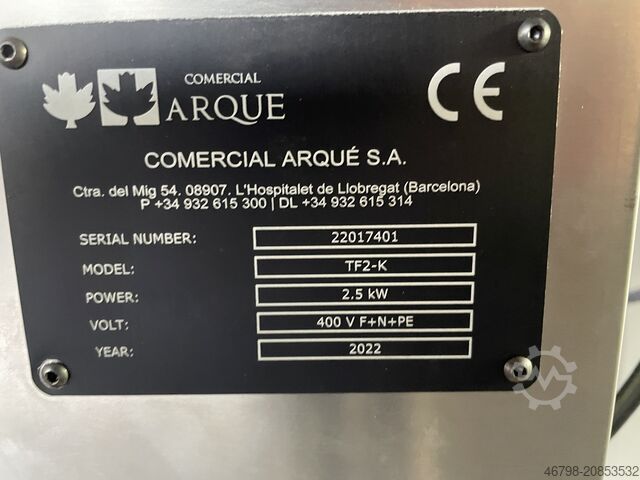 COMERCIAL
ARQUE
CE
COMERCIAL ARQUÉ S.A.
Ctra. del Mig 54. 08907. L'Hospitalet de Llobregat (Barcelona)
P +34 932 615 300 | DL +34 932 615 314
SERIAL NUMBER: 22017401
MODEL: TF2-K
POWER: 2.5 kW
VOLT: 400 V F+N+PE
YEAR: 2022
46798-20853532